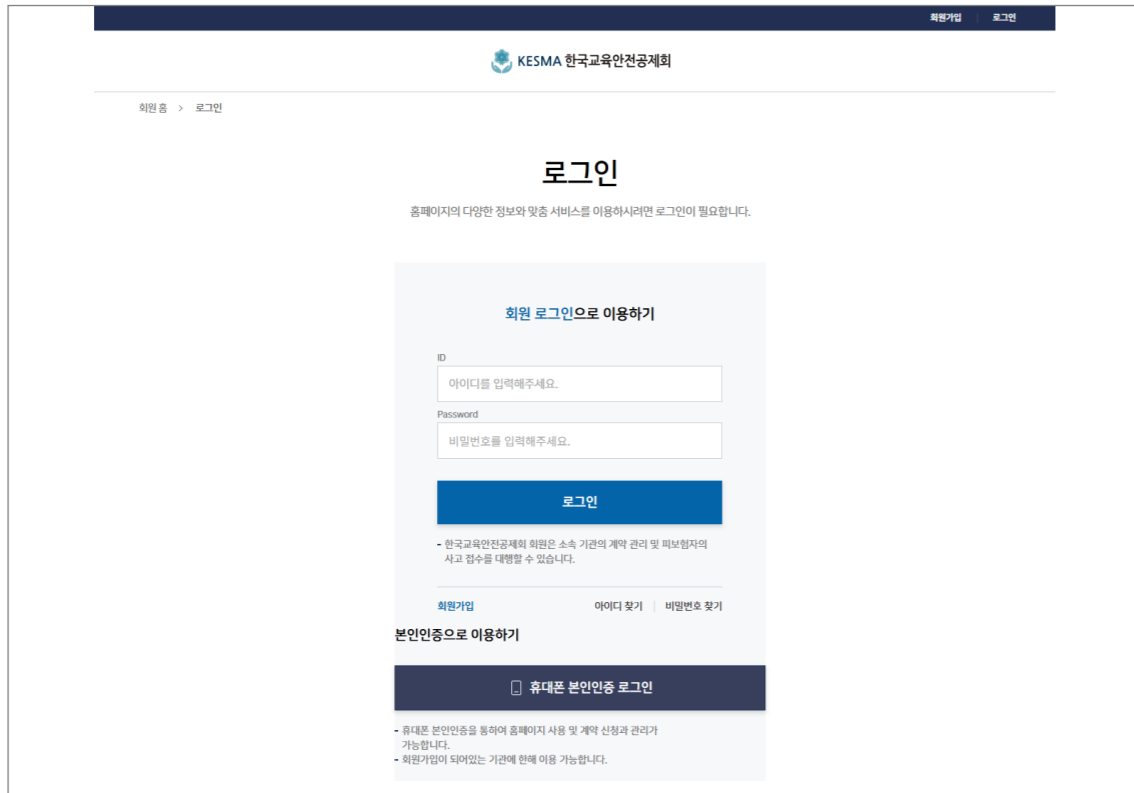 회원가입 로그인
KESMA 한국교육안전공제회
회원 홈 > 로그인
로그인
홈페이지의 다양한 정보와 맞춤 서비스를 이용하시려면 로그인이 필요합니다.
회원 로그인으로 이용하기
ID
아이디를 입력해주세요.
Password
비밀번호를 입력해주세요.
로그인
- 한국교육안전공제회 회원은 소속 기관의 계약 관리 및 피보험자의
사고 접수를 대행할 수 있습니다.
회원가입 아이디 찾기 | 비밀번호 찾기
본인인증으로 이용하기
휴대폰 본인인증 로그인
- 휴대폰 본인인증을 통하여 홈페이지 사용 및 계약 신청과 관리가
가능합니다.
- 회원가입이 되어있는 기관에 한해 이용 가능합니다.